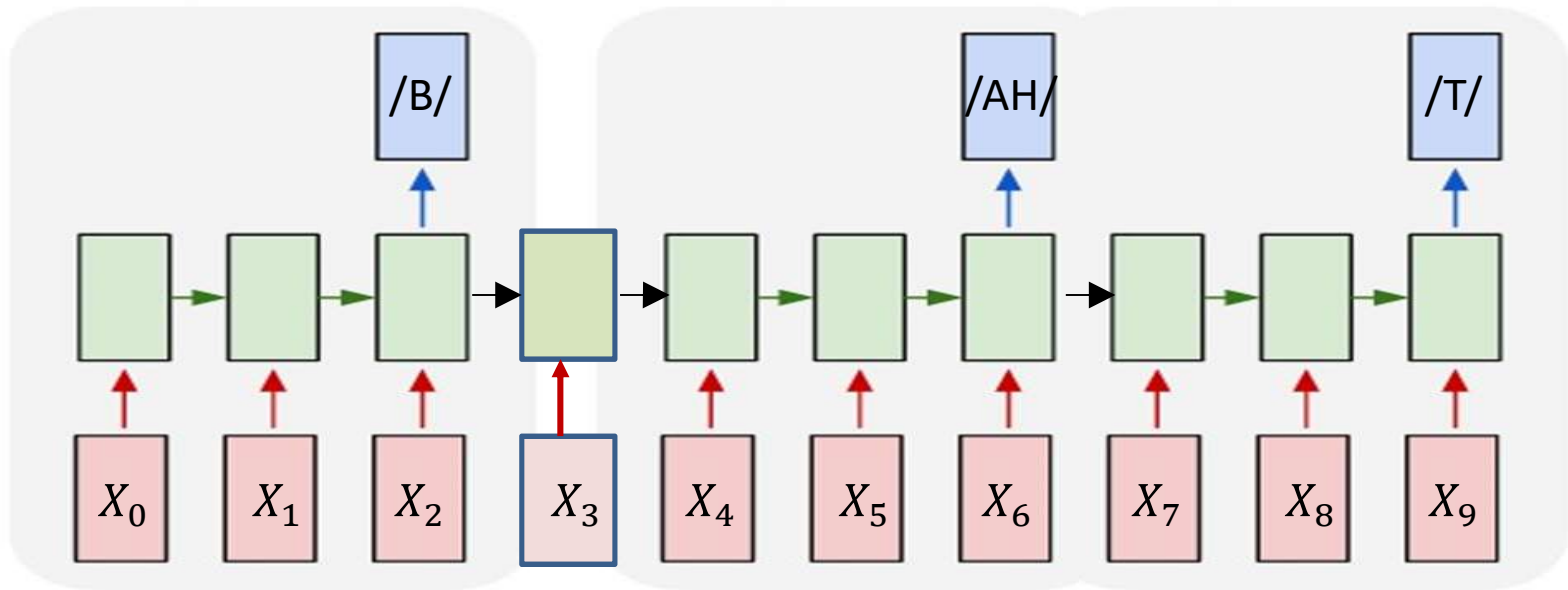 /B/ /AH/ /T/
X₀ X₁ X₂ X₃ X₄ X₅ X₆ X₇ X₈ X₉